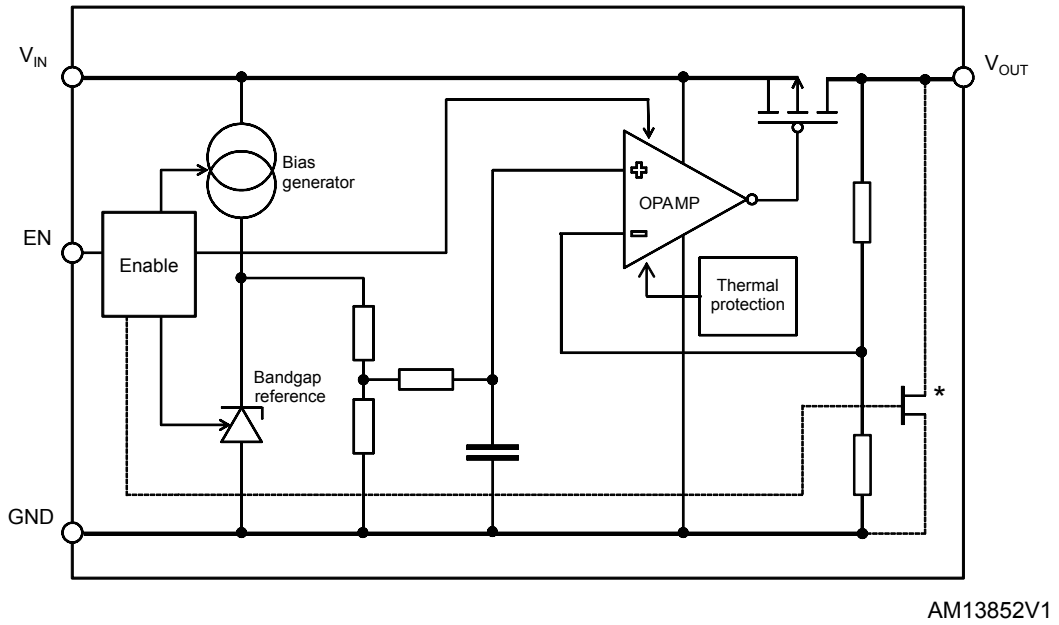 V_IN
V_OUT
Bias
generator
OPAMP
EN
Enable
Thermal
protection
Bandgap
reference
*
GND
AM13852V1